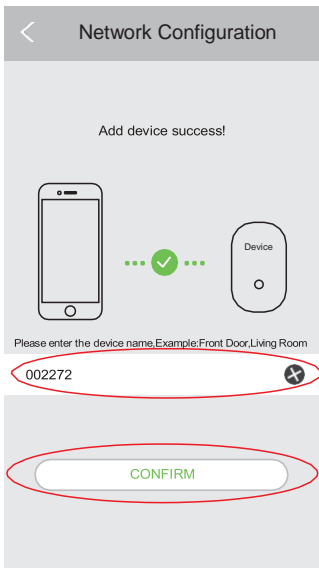 Network Configuration
Add device success!
Device
Please enter the device name,Example:Front Door,Living Room
002272
CONFIRM